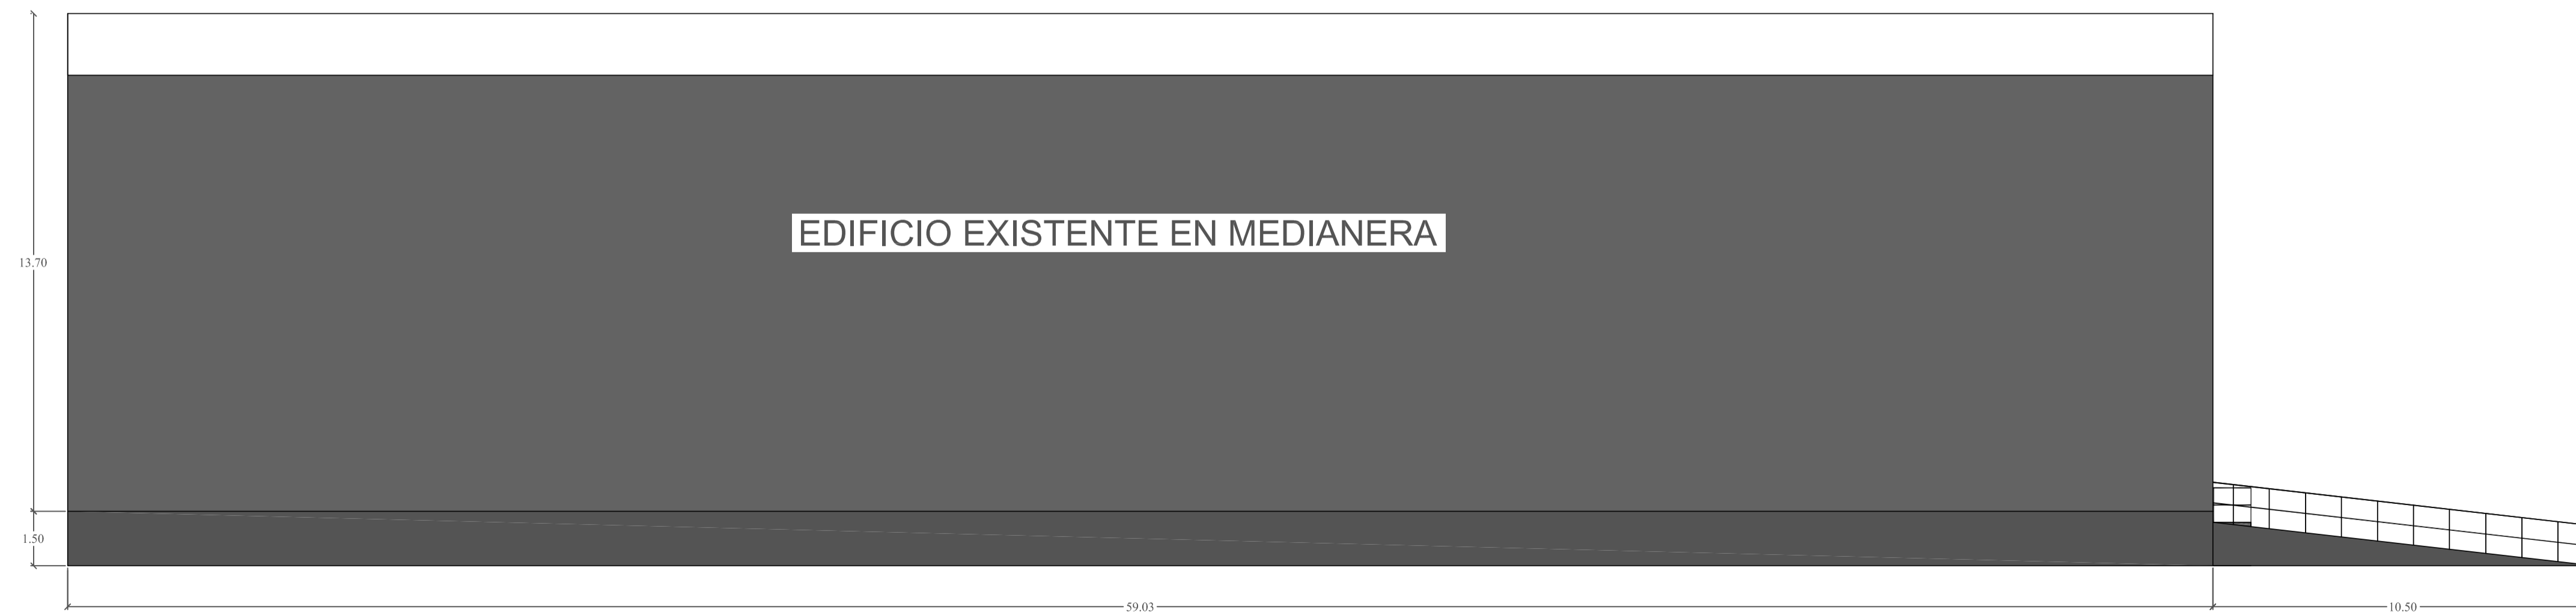 EDIFICIO EXISTENTE EN MEDIANERA
13.70
1.50
59.03
10.50